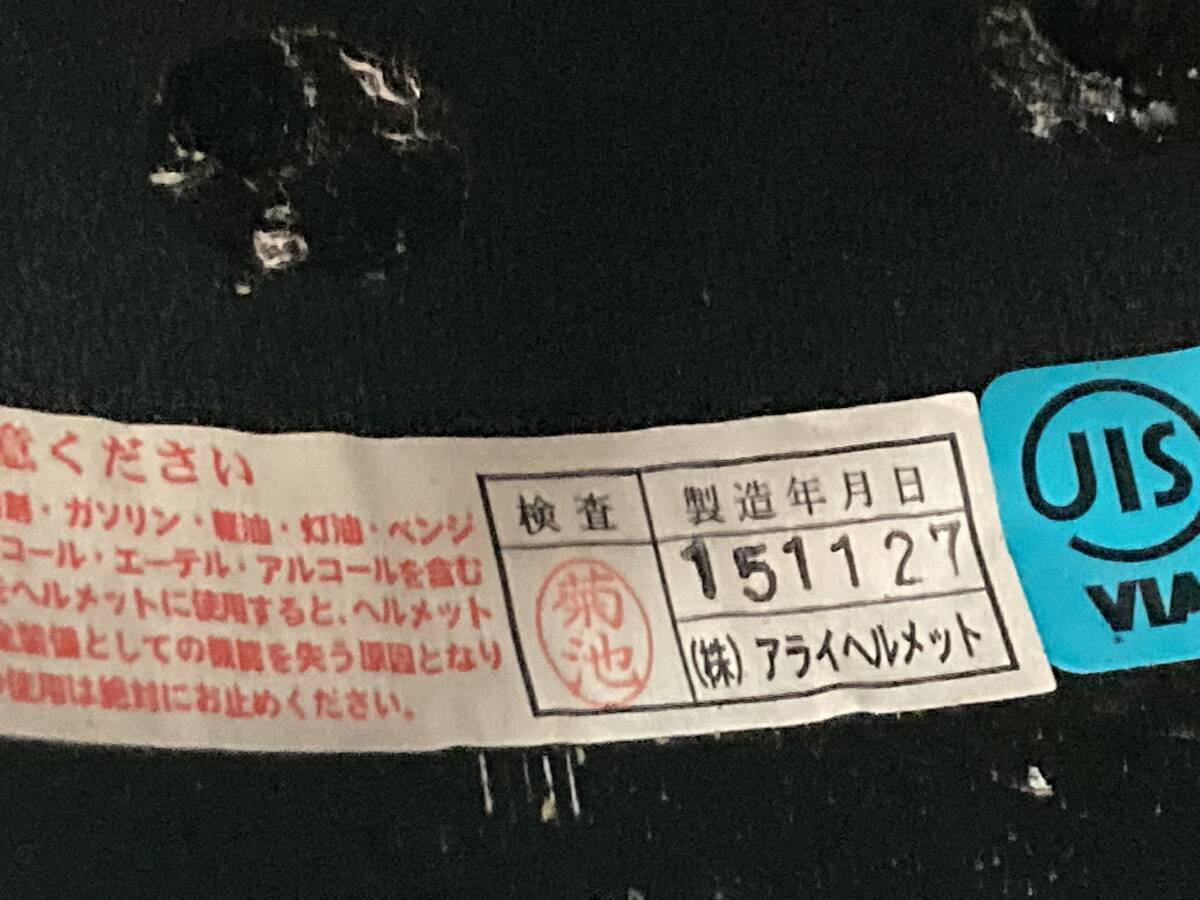 意ください
剤・ガソリン・軽油・灯油・ベンジ
コール・エーテル・アルコールを含む
をヘルメットに使用すると、ヘルメット
としての機能を失う原因となり
使用は絶対にお止めください。
検査
製造年月日
菊池
151127
(株)アライヘルメット
JIS
VIA